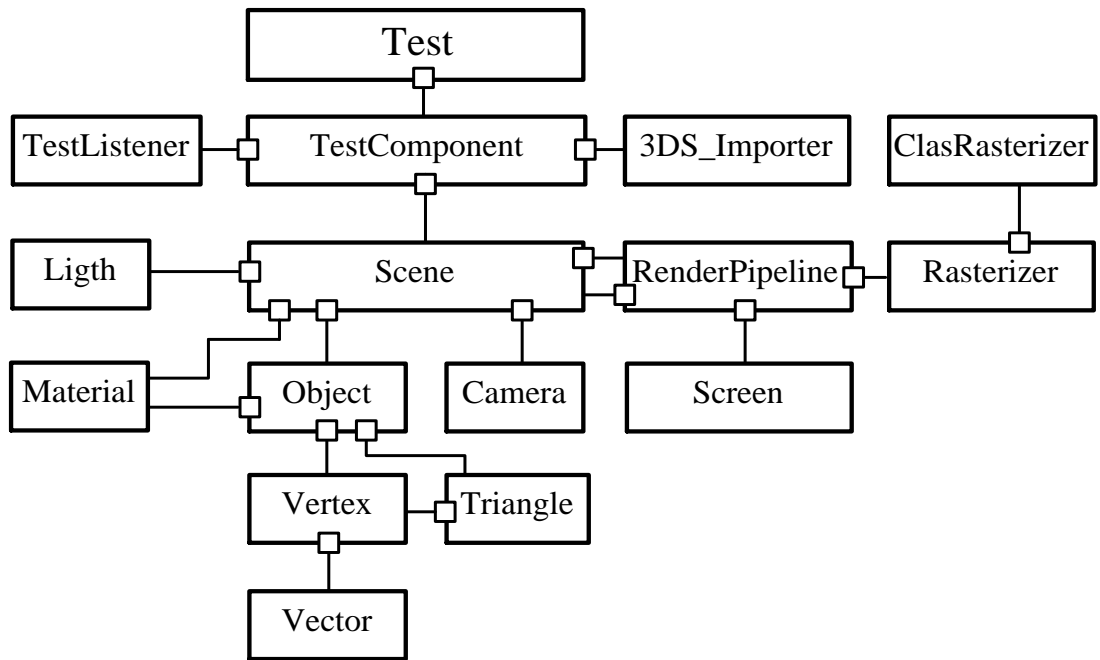 Test
TestListener
TestComponent
3DS_Importer
ClasRasterizer
Ligth
Scene
RenderPipeline
Rasterizer
Material
Object
Camera
Screen
Vertex
Triangle
Vector